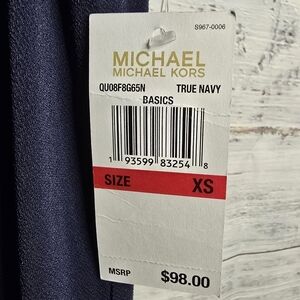 S967-0006
MICHAEL
MICHAEL KORS
QU08F8G65N TRUE NAVY
BASICS
1 93599 83254 8
SIZE XS
MSRP $98.00